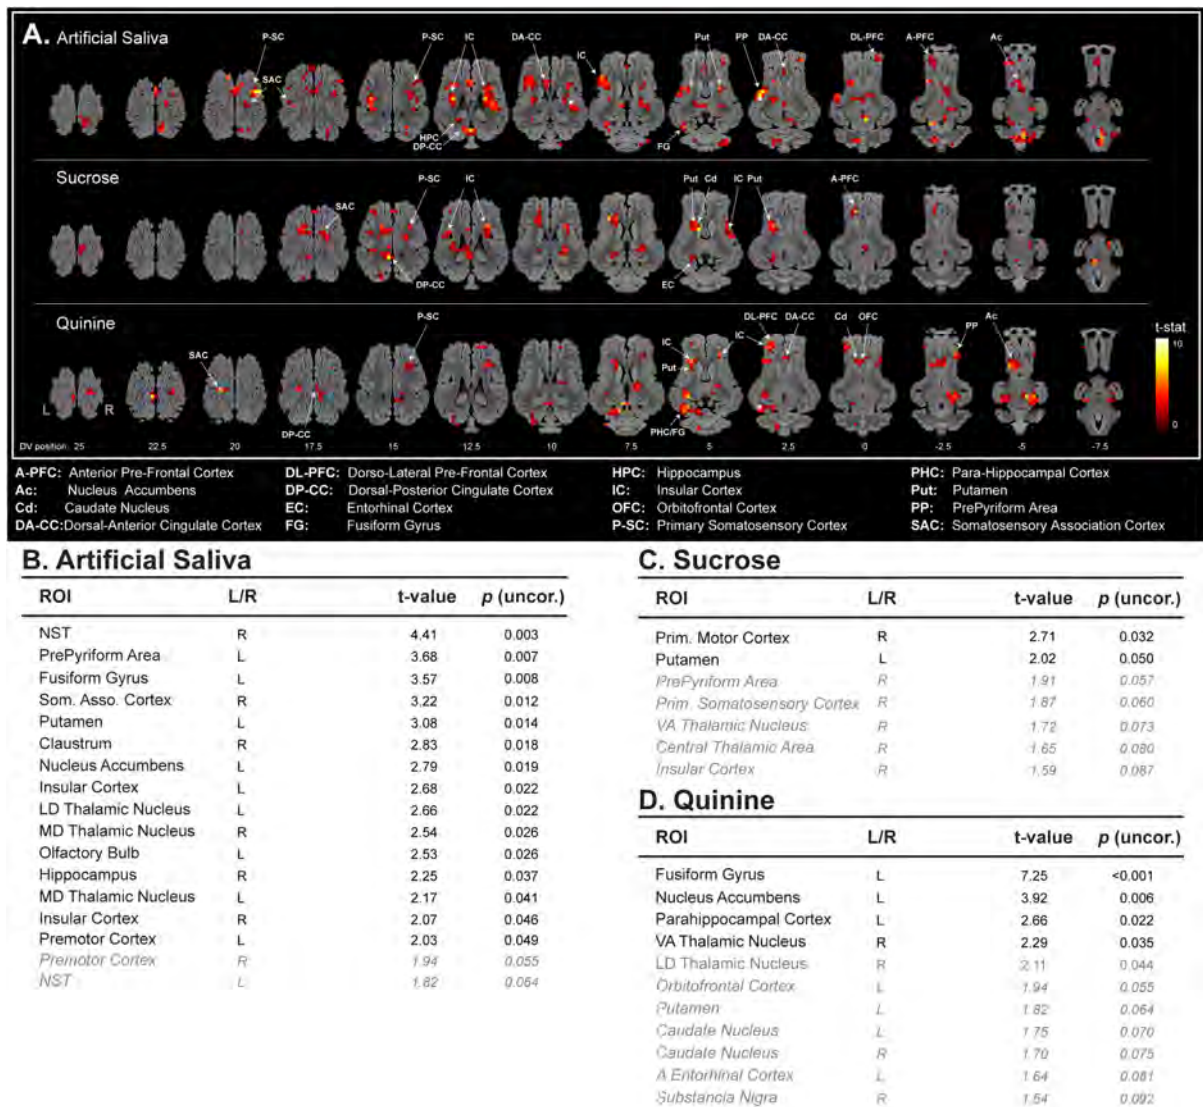 A. Artificial Saliva
P-SC
SAC
P-SC
IC
HPC
DP-CC
DA-CC
IC
Put
FG
PP
DA-CC
DL-PFC
A-PFC
Ac
Sucrose
SAC
P-SC
IC
DP-CC
Put
Cd
IC
Put
EC
A-PFC
Quinine
SAC
P-SC
DP-CC
IC
Put
PHC/FG
IC
DL-PFC
DA-CC
Cd
OFC
PP
Ac
t-stat
10
0
L
R
DV position: 25 22.5 20 17.5 15 12.5 10 7.5 5 2.5 0 -2.5 -5 -7.5
A-PFC: Anterior Pre-Frontal Cortex
Ac: Nucleus Accumbens
Cd: Caudate Nucleus
DA-CC: Dorsal-Anterior Cingulate Cortex
DL-PFC: Dorso-Lateral Pre-Frontal Cortex
DP-CC: Dorsal-Posterior Cingulate Cortex
EC: Entorhinal Cortex
FG: Fusiform Gyrus
HPC: Hippocampus
IC: Insular Cortex
OFC: Orbitofrontal Cortex
P-SC: Primary Somatosensory Cortex
PHC: Para-Hippocampal Cortex
Put: Putamen
PP: PrePyriform Area
SAC: Somatosensory Association Cortex
B. Artificial Saliva
ROI L/R t-value p (uncor.)
NST R 4.41 0.003
PrePyriform Area L 3.68 0.007
Fusiform Gyrus L 3.57 0.008
Som. Asso. Cortex R 3.22 0.012
Putamen L 3.08 0.014
Claustrum R 2.83 0.018
Nucleus Accumbens L 2.79 0.019
Insular Cortex L 2.68 0.022
LD Thalamic Nucleus L 2.66 0.022
MD Thalamic Nucleus R 2.54 0.026
Olfactory Bulb L 2.53 0.026
Hippocampus R 2.25 0.037
MD Thalamic Nucleus L 2.17 0.041
Insular Cortex R 2.07 0.046
Premotor Cortex L 2.03 0.049
Premotor Cortex R 1.94 0.055
NST L 1.82 0.064
C. Sucrose
ROI L/R t-value p (uncor.)
Prim. Motor Cortex R 2.71 0.032
Putamen L 2.02 0.050
PrePyriform Area R 1.91 0.057
Prim. Somatosensory Cortex R 1.87 0.060
VA Thalamic Nucleus R 1.72 0.073
Central Thalamic Area R 1.65 0.080
Insular Cortex R 1.59 0.087
D. Quinine
ROI L/R t-value p (uncor.)
Fusiform Gyrus L 7.25 <0.001
Nucleus Accumbens L 3.92 0.006
Parahippocampal Cortex L 2.66 0.022
VA Thalamic Nucleus R 2.29 0.035
LD Thalamic Nucleus R 2.11 0.044
Orbitofrontal Cortex L 1.94 0.055
Putamen L 1.82 0.064
Caudate Nucleus L 1.75 0.070
Caudate Nucleus R 1.70 0.075
A Entorhinal Cortex L 1.64 0.081
Substancia Nigra R 1.54 0.092